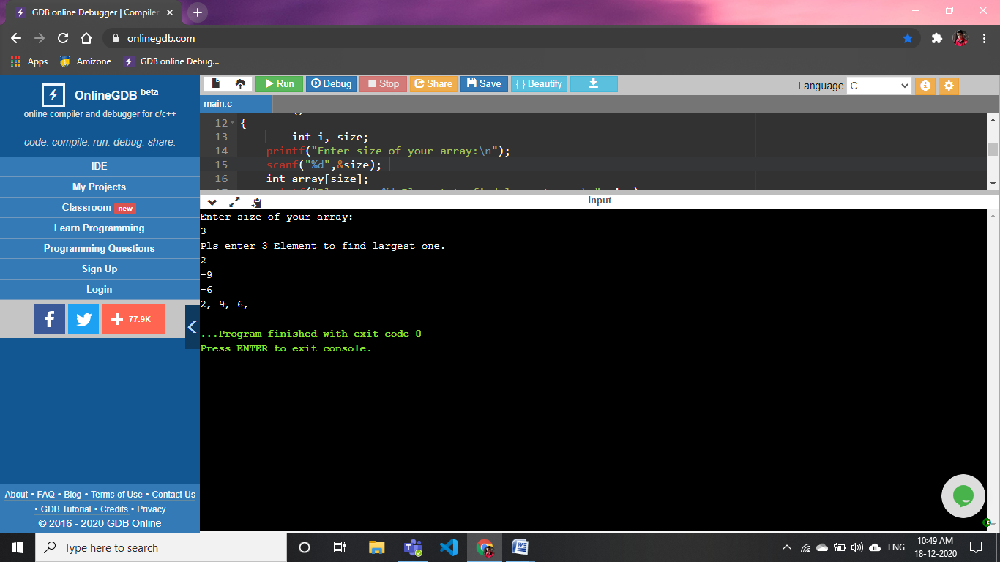 GDB online Debugger | Compiler
onlinegdb.com
Apps Amizone GDB online Debug...
OnlineGDB beta
online compiler and debugger for c/c++
code. compile. run. debug. share.
IDE
My Projects
Classroom new
Learn Programming
Programming Questions
Sign Up
Login
f + 77.9K
About • FAQ • Blog • Terms of Use • Contact Us
• GDB Tutorial • Credits • Privacy
© 2016 - 2020 GDB Online
Run Debug Stop Share Save { } Beautify Language C
main.c
12 {
13 int i, size;
14 printf("Enter size of your array:\n");
15 scanf("%d",&size);
16 int array[size];
input
Enter size of your array:
3
Pls enter 3 Element to find largest one.
2
-9
-6
2,-9,-6,
...Program finished with exit code 0
Press ENTER to exit console.
Type here to search
ENG 10:49 AM
18-12-2020